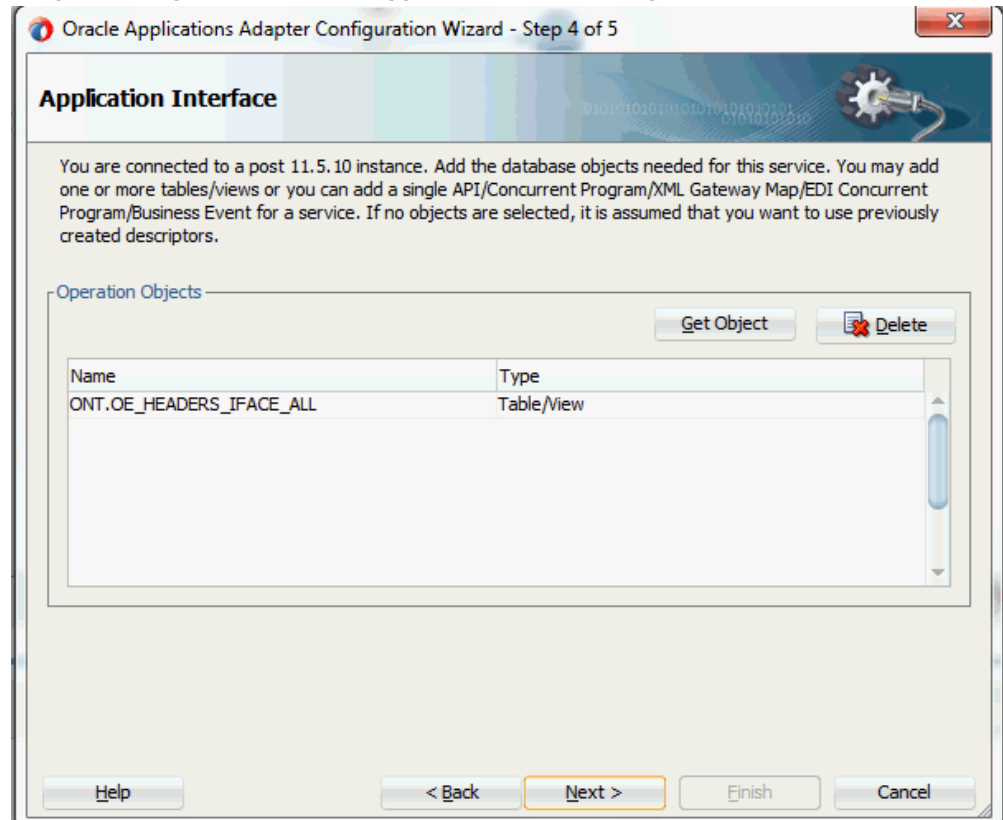 Oracle Applications Adapter Configuration Wizard - Step 4 of 5
x
Application Interface
You are connected to a post 11.5.10 instance. Add the database objects needed for this service. You may add
one or more tables/views or you can add a single API/Concurrent Program/XML Gateway Map/EDI Concurrent
Program/Business Event for a service. If no objects are selected, it is assumed that you want to use previously
created descriptors.
Operation Objects
Get Object
Delete
Name Type
ONT.OE_HEADERS_IFACE_ALL Table/View
Help
< Back
Next >
Finish
Cancel